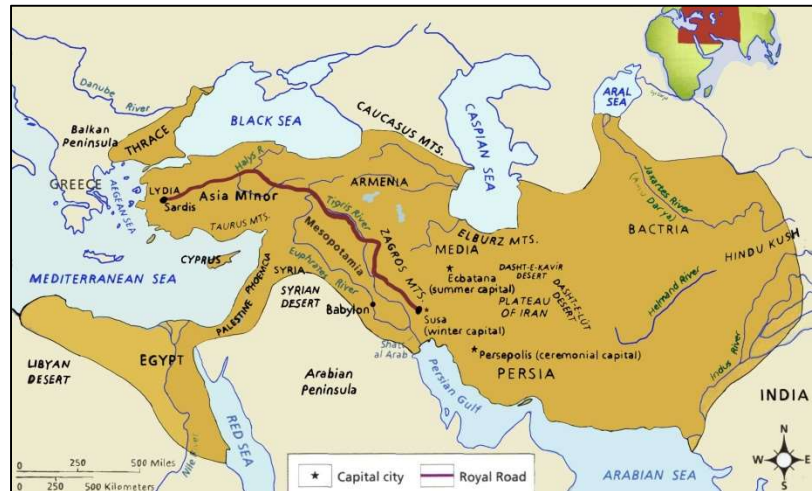 Danube River
Balkan Peninsula
THRACE
BLACK SEA
CAUCASUS MTS.
CASPIAN SEA
ARAL SEA
GREECE
AEGEAN SEA
LYDIA
Sardis
Halys R.
Asia Minor
TAURUS MTS.
ARMENIA
Tigris River
Mesopotamia
ZAGROS MTS.
ELBURZ MTS.
MEDIA
Jaxartes River
(Amu Darya)
BACTRIA
HINDU KUSH
MEDITERRANEAN SEA
CYPRUS
SYRIA
Euphrates River
SYRIAN DESERT
Babylon
PALESTINE PHOENICIA
Ecbatana
(summer capital)
DASHT-E-KAVIR
DESERT
PLATEAU
OF IRAN
DASHT-E-LUT
DESERT
Helmand River
Susa
(winter capital)
Shatt
al Arab
Persepolis (ceremonial capital)
PERSIA
Indus River
LIBYAN
DESERT
EGYPT
Arabian
Peninsula
Persian Gulf
INDIA
RED SEA
Nile
ARABIAN SEA
250 500 Miles
250 500 Kilometers
Capital city
Royal Road
N
W E
S